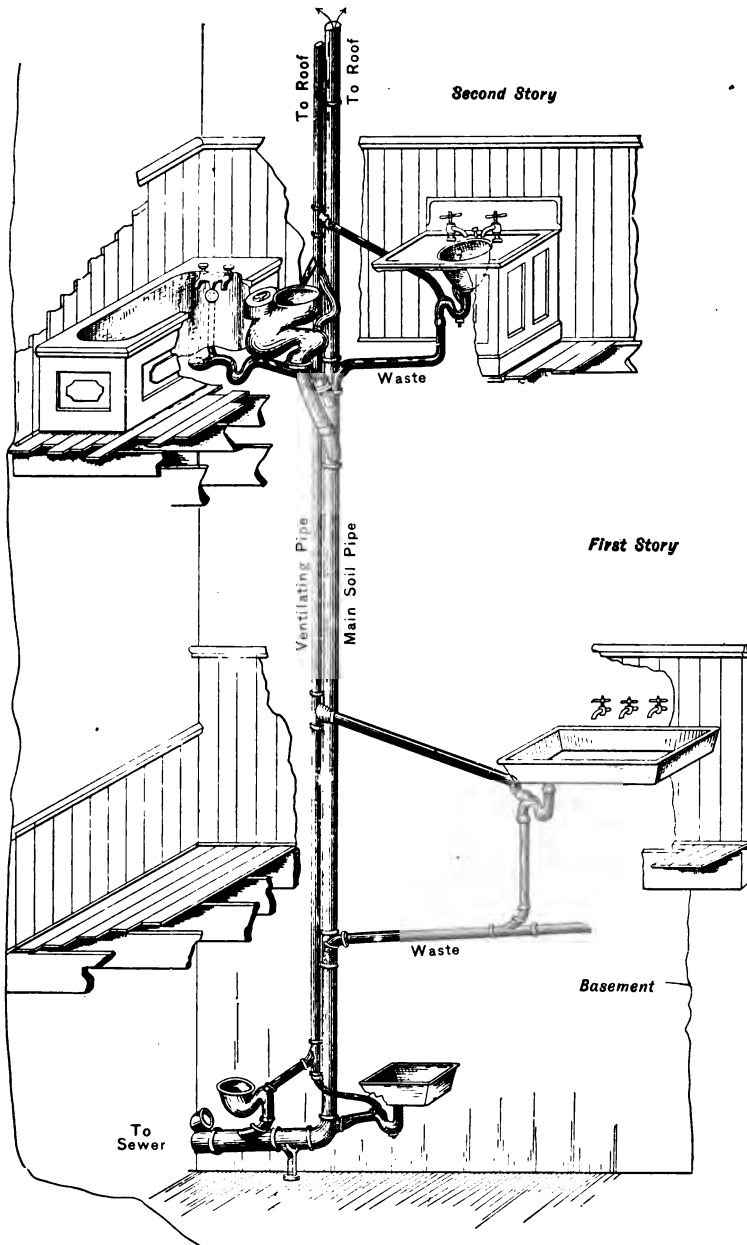 To Roof
To Roof
Second Story
Waste
Ventilating Pipe
Main Soil Pipe
First Story
Waste
Basement
To
Sewer